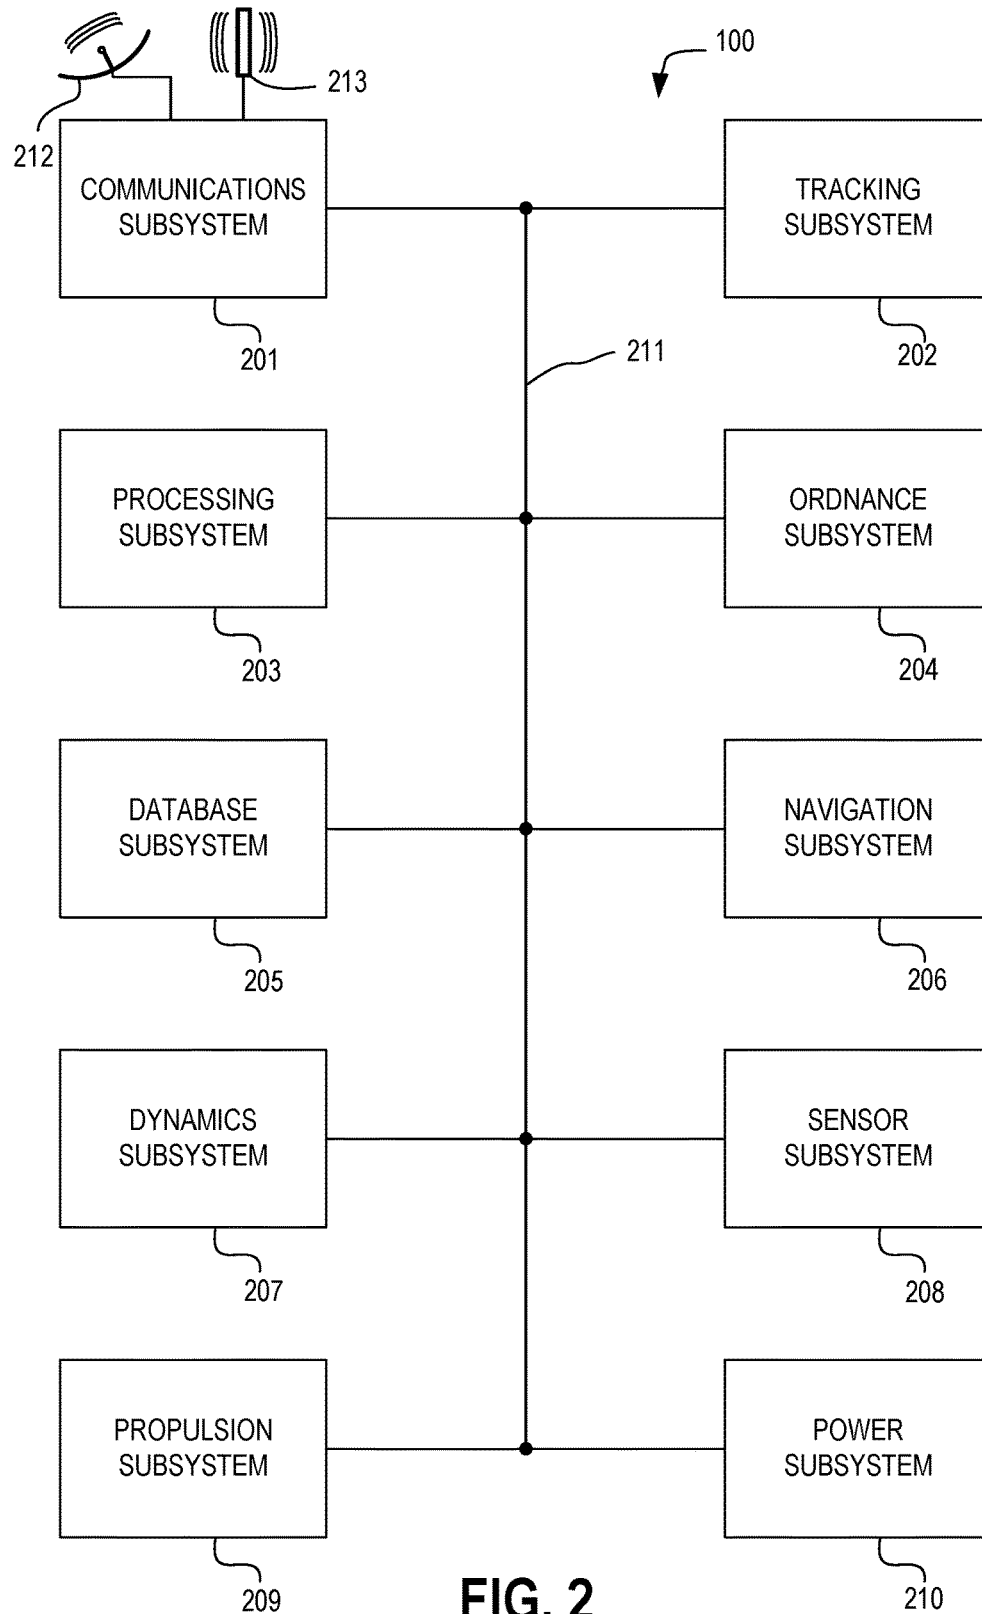 100
213
212
COMMUNICATIONS
SUBSYSTEM
201
TRACKING
SUBSYSTEM
202
211
PROCESSING
SUBSYSTEM
203
ORDNANCE
SUBSYSTEM
204
DATABASE
SUBSYSTEM
205
NAVIGATION
SUBSYSTEM
206
DYNAMICS
SUBSYSTEM
207
SENSOR
SUBSYSTEM
208
PROPULSION
SUBSYSTEM
209
POWER
SUBSYSTEM
210
FIG. 2